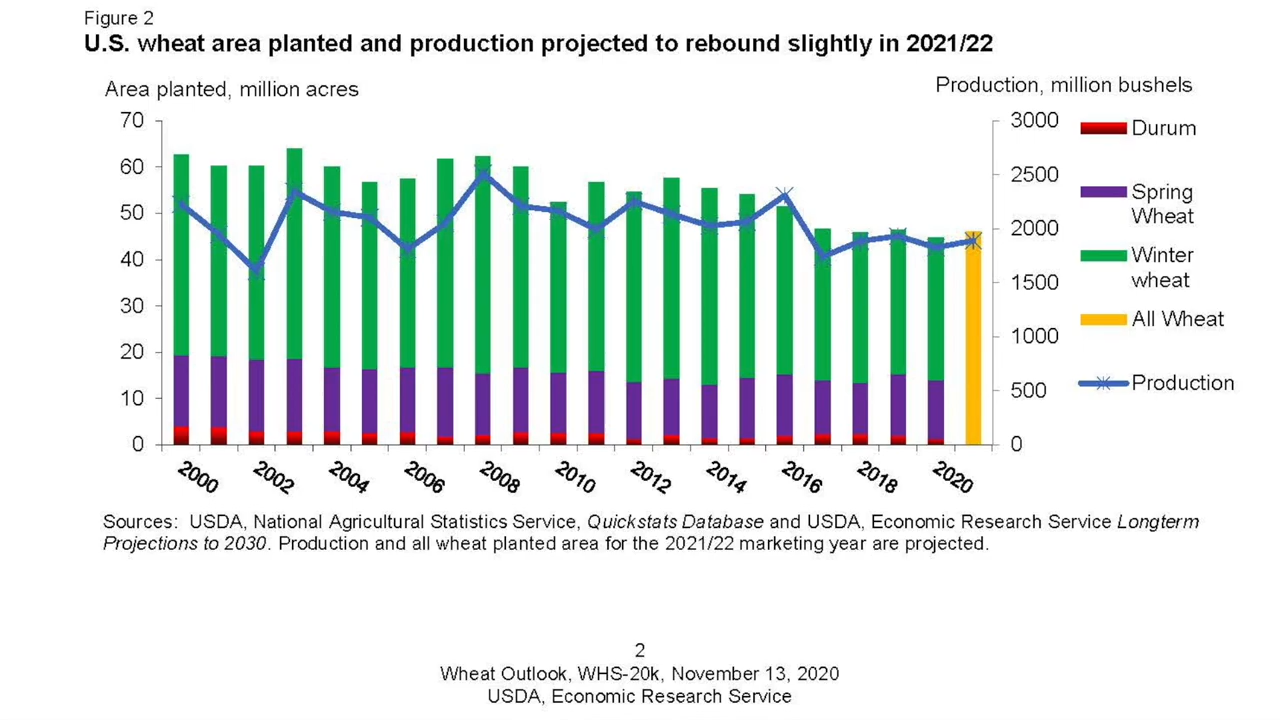 Figure 2
U.S. wheat area planted and production projected to rebound slightly in 2021/22
Area planted, million acres
Production, million bushels
70
60
50
40
30
20
10
0
3000
2500
2000
1500
1000
500
0
Durum
Spring
Wheat
Winter
wheat
All Wheat
Production
2000
2002
2004
2006
2008
2010
2012
2014
2016
2018
2020
Sources: USDA, National Agricultural Statistics Service, Quickstats Database and USDA, Economic Research Service Longterm
Projections to 2030. Production and all wheat planted area for the 2021/22 marketing year are projected.
2
Wheat Outlook, WHS-20k, November 13, 2020
USDA, Economic Research Service